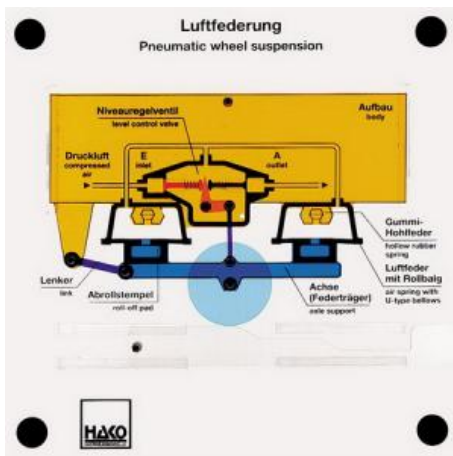 Luftfederung
Pneumatic wheel suspension
Niveauregelventil
level control valve
Aufbau
body
Druckluft
compressed
air
E
inlet
A
outlet
Gummi-
Hohlfeder
hollow rubber
spring
Lenker
link
Abrollstempel
roll-off pad
Achse
(Federträger)
axle support
Luftfeder
mit Rollbalg
air spring with
U-type bellows
HAKO